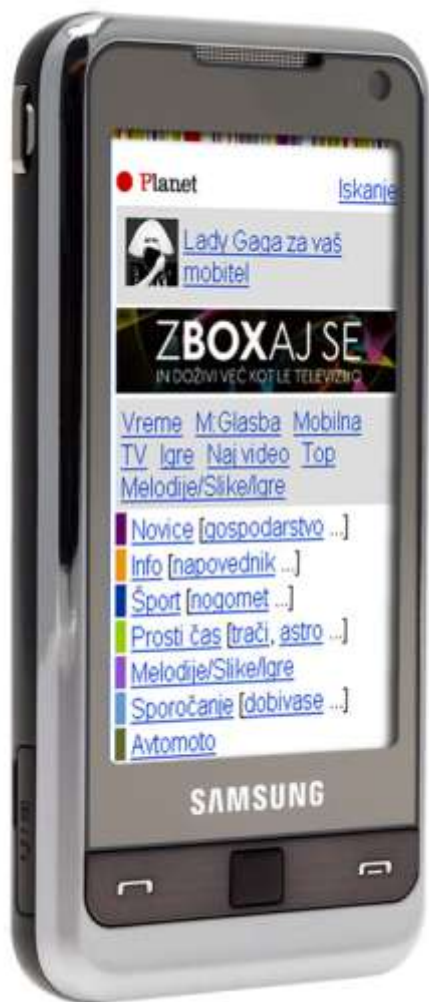 Planet
Iskanje
Lady Gaga za vaš
mobitel
ZBOXAJ SE
IN DOŽIVI VEČ KOT LE TELEVIZIJO
Vreme M:Glasba Mobilna
TV Igre Naj video Top
Melodije/Slike/Igre
Novice [gospodarstvo ...]
Info [napovednik ...]
Šport [nogomet ...]
Prosti čas [trači, astro ...]
Melodije/Slike/Igre
Sporočanje [dobivase ...]
Avtomoto
SAMSUNG